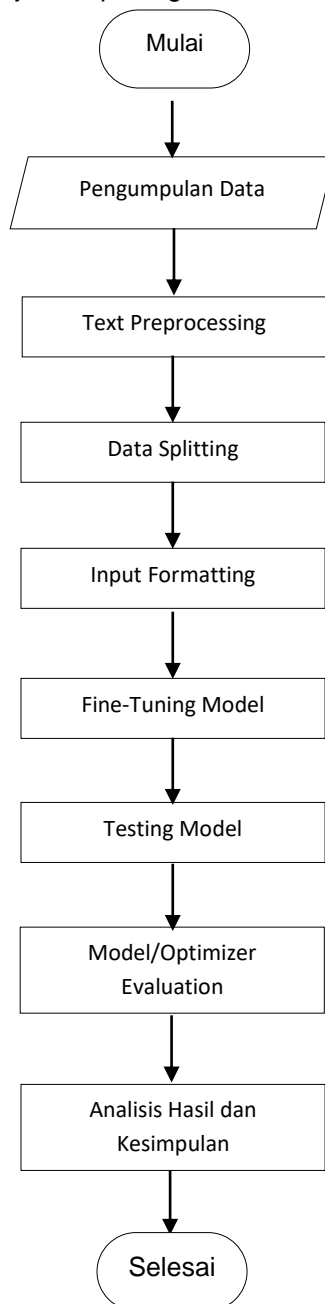 Mulai
Pengumpulan Data
Text Preprocessing
Data Splitting
Input Formatting
Fine-Tuning Model
Testing Model
Model/Optimizer
Evaluation
Analisis Hasil dan
Kesimpulan
Selesai